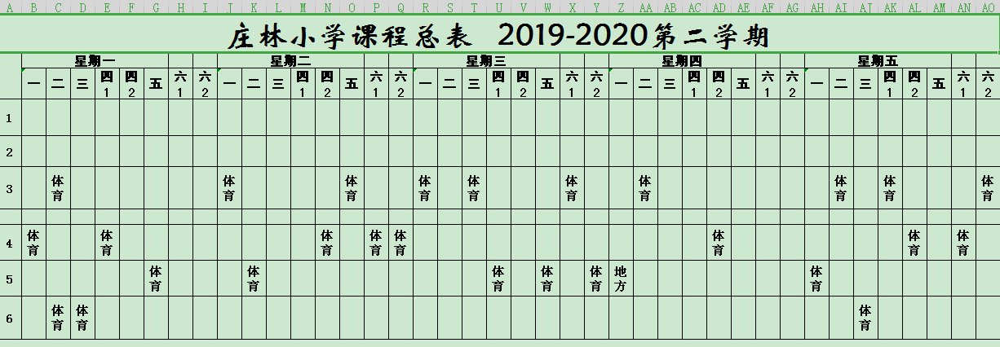 A B C D E F G H I J K L M N O P Q R S T U V W X Y Z AA AB AC AD AE AF AG AH AI AJ AK AL AM AN AO
庄林小学课程总表 2019-2020第二学期
星期一 星期二 星期三 星期四 星期五
一 二 三 四1 四2 五 六1 六2 一 二 三 四1 四2 五 六1 六2 一 二 三 四1 四2 五 六1 六2 一 二 三 四1 四2 五 六1 六2 一 二 三 四1 四2 五 六1 六2
1
2
3 体育 体育 体育 体育 体育 体育 体育 体育 体育 体育
4 体育 体育 体育 体育 体育 体育 体育 体育
5 体育 体育 体育 体育 体育 地方 体育
6 体育 体育 体育